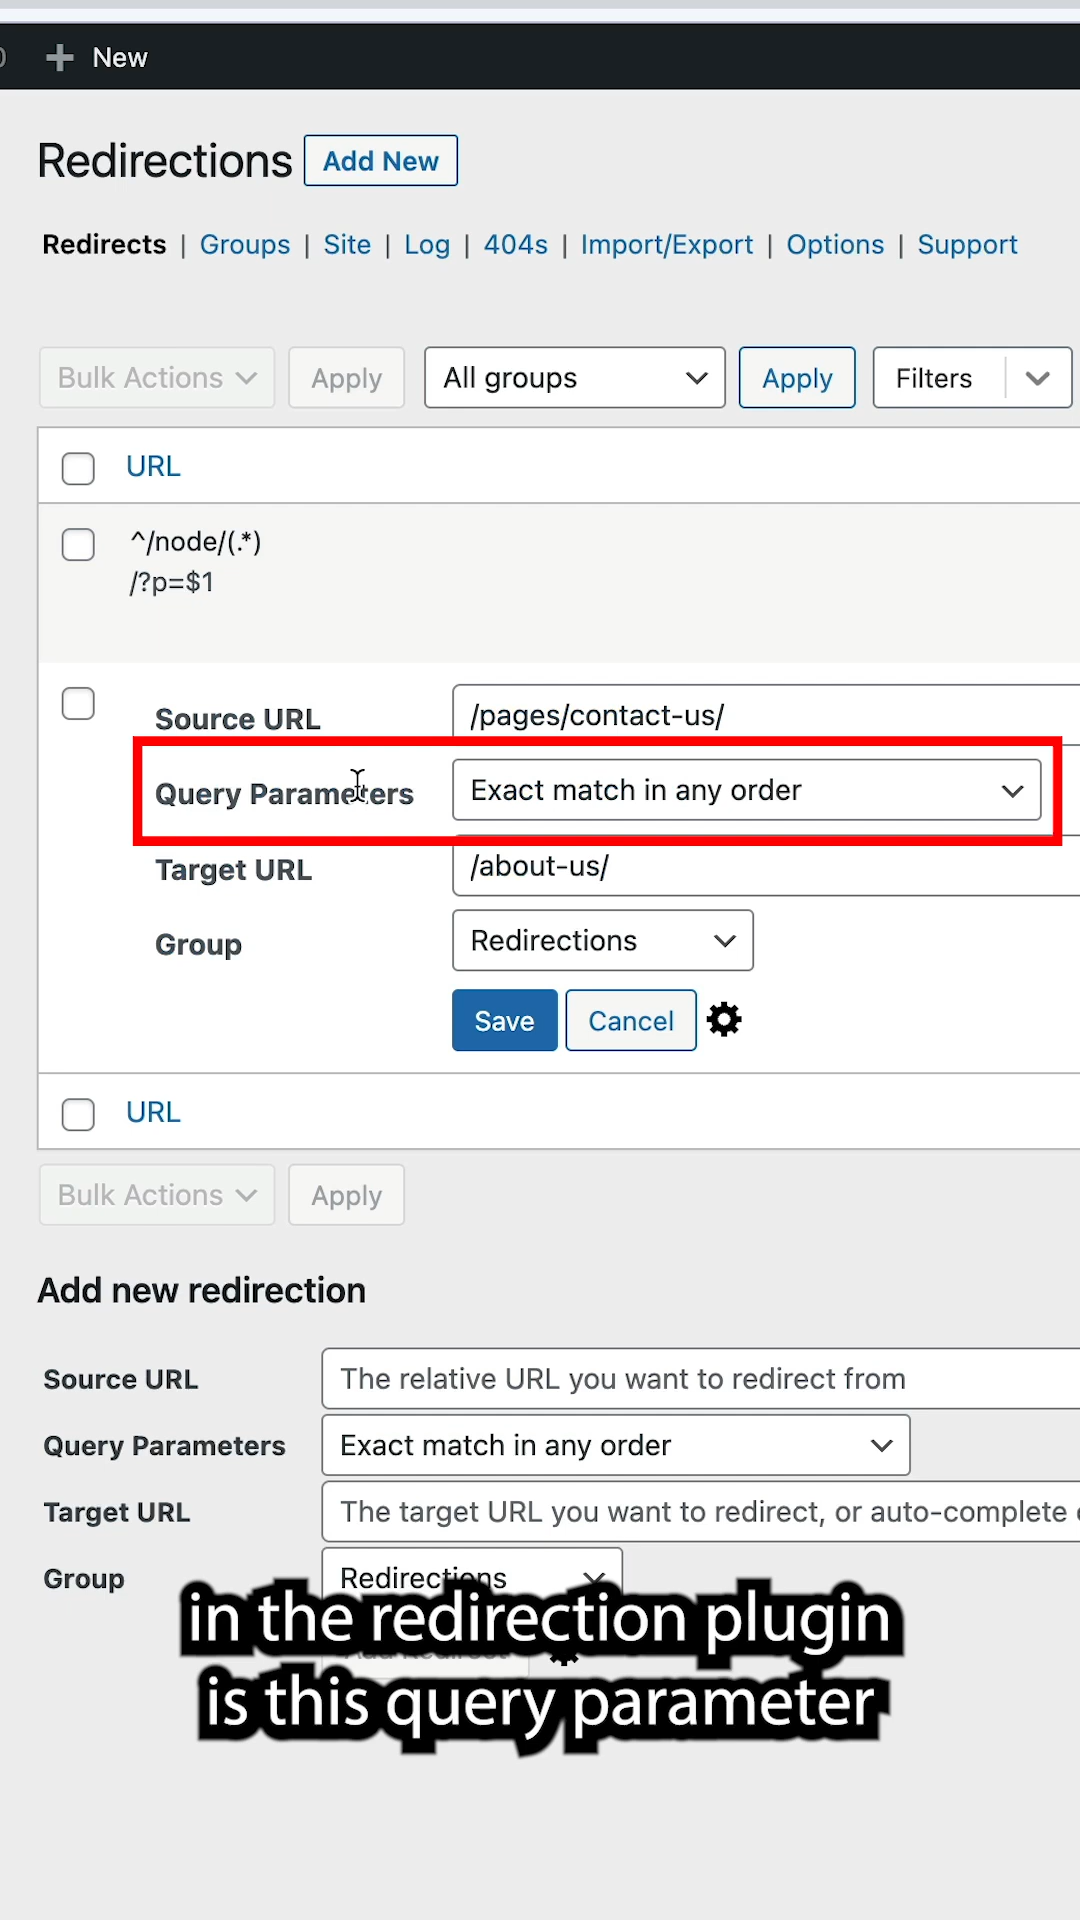 New
Redirections Add New
Redirects | Groups | Site | Log | 404s | Import/Export | Options | Support
Bulk Actions Apply All groups Apply Filters
URL
^/node/(.*)
/?p=$1
Source URL /pages/contact-us/
Query Parameters Exact match in any order
Target URL /about-us/
Group Redirections
Save Cancel
URL
Bulk Actions Apply
Add new redirection
Source URL The relative URL you want to redirect from
Query Parameters Exact match in any order
Target URL The target URL you want to redirect, or auto-complete
Group Redirections
in the redirection plugin
is this query parameter